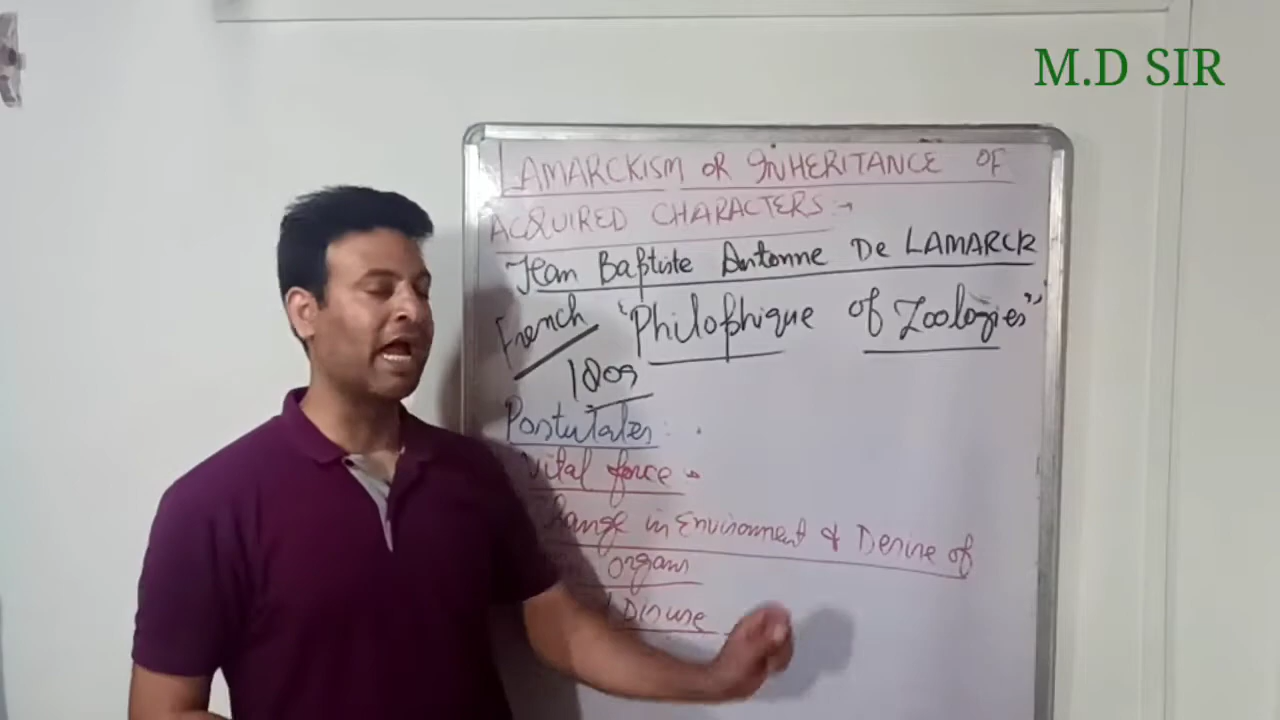 M.D SIR
LAMARCKISM OR INHERITANCE OF
ACQUIRED CHARACTERS :-
Jean Baptiste Antonne De LAMARCK
French "Philophique of Zoologies"
1809
Postulates :
Vital force
Change in Environment & Desire of
organs
Disuse